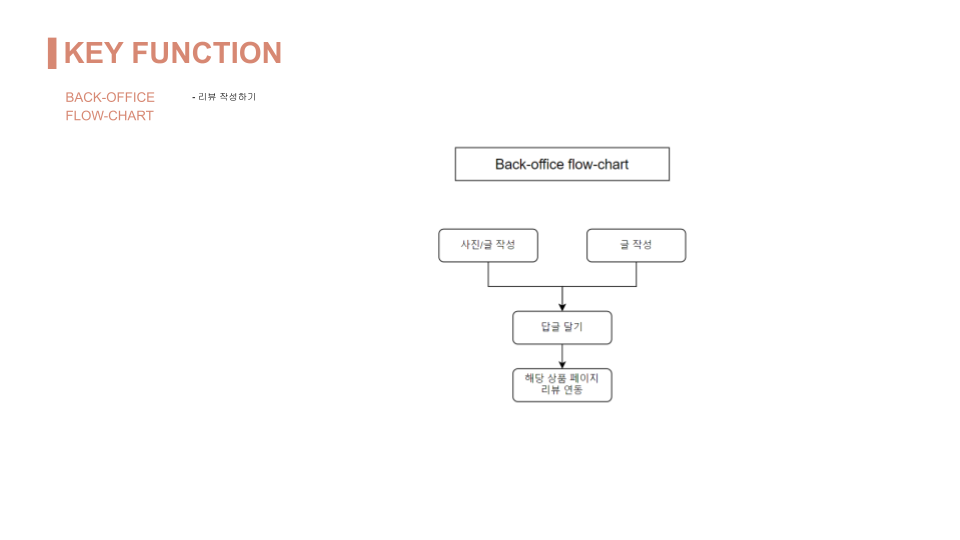 KEY FUNCTION
BACK-OFFICE
FLOW-CHART
- 리뷰 작성하기
Back-office flow-chart
사진/글 작성
글 작성
답글 달기
해당 상품 페이지
리뷰 연동